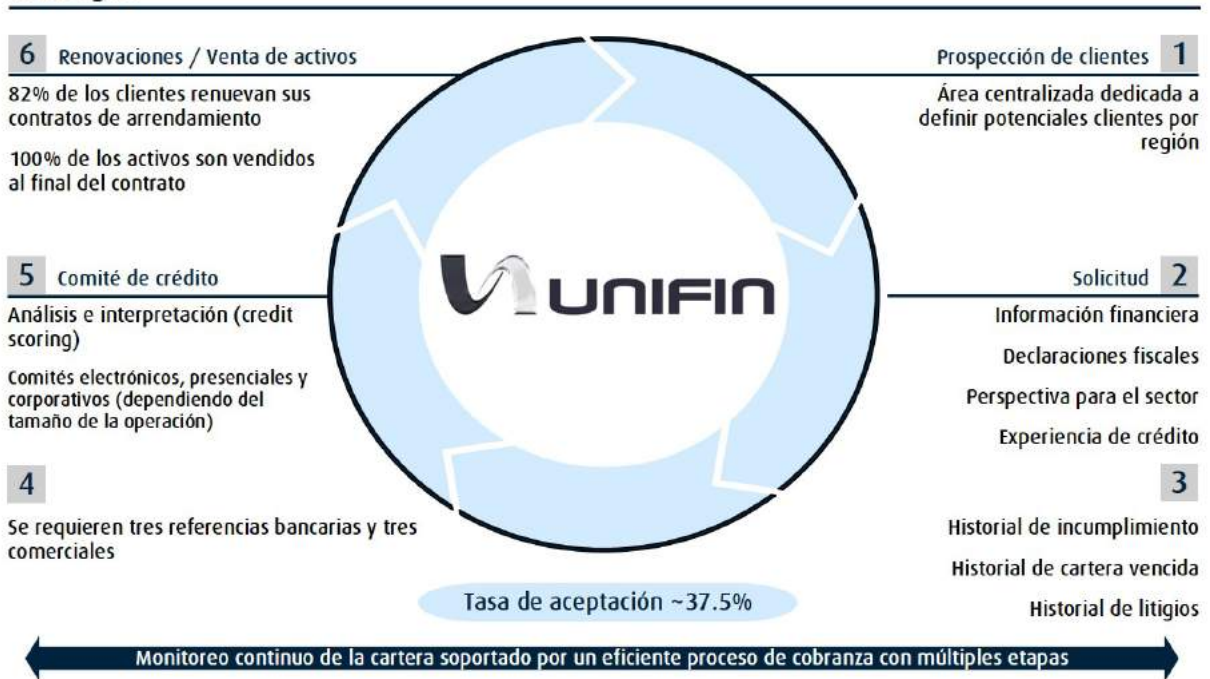 6 Renovaciones / Venta de activos
82% de los clientes renuevan sus
contratos de arrendamiento
100% de los activos son vendidos
al final del contrato
Prospección de clientes 1
Área centralizada dedicada a
definir potenciales clientes por
región
5 Comité de crédito
Análisis e interpretación (credit
scoring)
Comités electrónicos, presenciales y
corporativos (dependiendo del
tamaño de la operación)
UNIFIN
Solicitud 2
Información financiera
Declaraciones fiscales
Perspectiva para el sector
Experiencia de crédito
4
Se requieren tres referencias bancarias y tres
comerciales
3
Historial de incumplimiento
Historial de cartera vencida
Historial de litigios
Tasa de aceptación ~37.5%
Monitoreo continuo de la cartera soportado por un eficiente proceso de cobranza con múltiples etapas